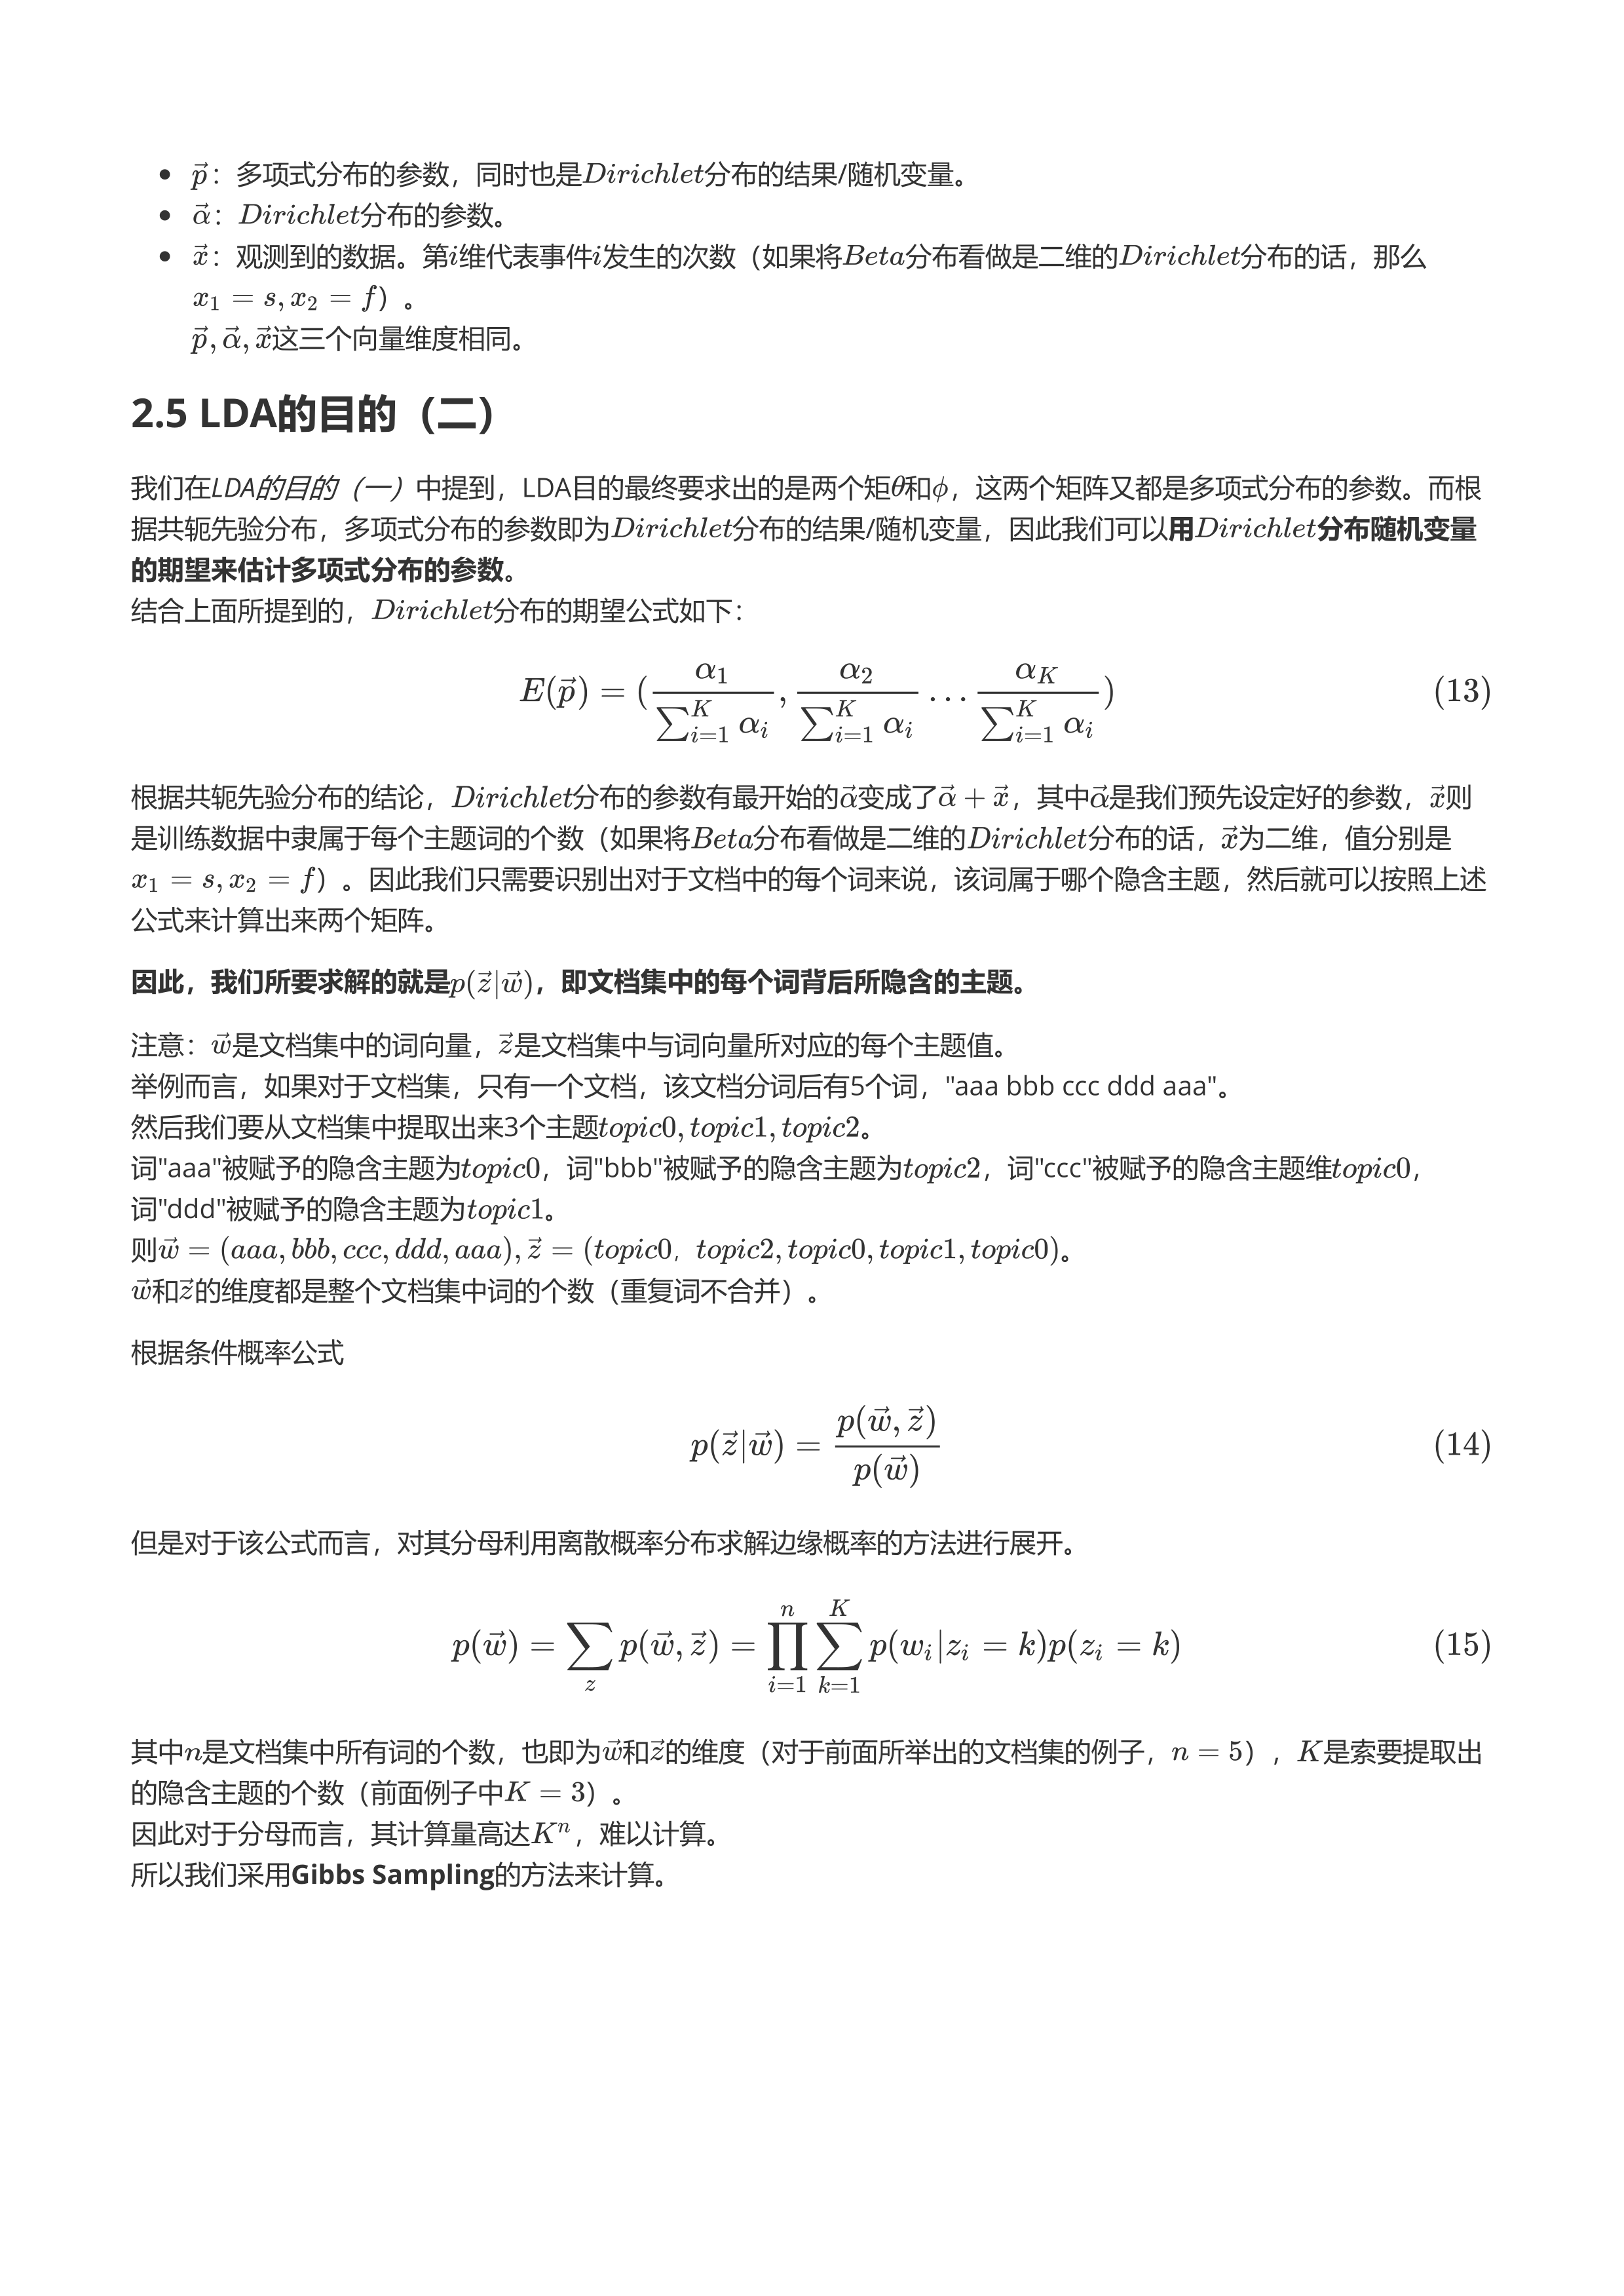 • $\vec{p}$：多项式分布的参数，同时也是$Dirichlet$分布的结果/随机变量。
• $\vec{\alpha}$：$Dirichlet$分布的参数。
• $\vec{x}$：观测到的数据。第$i$维代表事件$i$发生的次数（如果将$Beta$分布看做是二维的$Dirichlet$分布的话，那么
$x_1 = s, x_2 = f$）。
$\vec{p}, \vec{\alpha}, \vec{x}$这三个向量维度相同。
2.5 LDA的目的（二）
我们在LDA的目的（一）中提到，LDA目的最终要求出的是两个矩$\theta$和$\phi$，这两个矩阵又都是多项式分布的参数。而根
据共轭先验分布，多项式分布的参数即为$Dirichlet$分布的结果/随机变量，因此我们可以用$Dirichlet$分布随机变量
的期望来估计多项式分布的参数。
结合上面所提到的，$Dirichlet$分布的期望公式如下：
$E(\vec{p}) = (\frac{\alpha_1}{\sum_{i=1}^{K} \alpha_i}, \frac{\alpha_2}{\sum_{i=1}^{K} \alpha_i} \dots \frac{\alpha_K}{\sum_{i=1}^{K} \alpha_i})$ (13)
根据共轭先验分布的结论，$Dirichlet$分布的参数有最开始的$\vec{\alpha}$变成了$\vec{\alpha} + \vec{x}$，其中$\vec{\alpha}$是我们预先设定好的参数，$\vec{x}$则
是训练数据中隶属于每个主题词的个数（如果将$Beta$分布看做是二维的$Dirichlet$分布的话，$\vec{x}$为二维，值分别是
$x_1 = s, x_2 = f$）。因此我们只需要识别出对于文档中的每个词来说，该词属于哪个隐含主题，然后就可以按照上述
公式来计算出来两个矩阵。
因此，我们所要求解的就是$p(\vec{z}|\vec{w})$，即文档集中的每个词背后所隐含的主题。
注意：$\vec{w}$是文档集中的词向量，$\vec{z}$是文档集中与词向量所对应的每个主题值。
举例而言，如果对于文档集，只有一个文档，该文档分词后有5个词，"aaa bbb ccc ddd aaa"。
然后我们要从文档集中提取出来3个主题$topic0, topic1, topic2$。
词"aaa"被赋予的隐含主题为$topic0$，词"bbb"被赋予的隐含主题为$topic2$，词"ccc"被赋予的隐含主题维$topic0$，
词"ddd"被赋予的隐含主题为$topic1$。
则$\vec{w} = (aaa, bbb, ccc, ddd, aaa), \vec{z} = (topic0，topic2, topic0, topic1, topic0)$。
$\vec{w}$和$\vec{z}$的维度都是整个文档集中词的个数（重复词不合并）。
根据条件概率公式
$p(\vec{z}|\vec{w}) = \frac{p(\vec{w}, \vec{z})}{p(\vec{w})}$ (14)
但是对于该公式而言，对其分母利用离散概率分布求解边缘概率的方法进行展开。
$p(\vec{w}) = \sum_{z} p(\vec{w}, \vec{z}) = \prod_{i=1}^{n} \sum_{k=1}^{K} p(w_i|z_i = k)p(z_i = k)$ (15)
其中$n$是文档集中所有词的个数，也即为$\vec{w}$和$\vec{z}$的维度（对于前面所举出的文档集的例子，$n = 5$），$K$是索要提取出
的隐含主题的个数（前面例子中$K = 3$）。
因此对于分母而言，其计算量高达$K^n$，难以计算。
所以我们采用Gibbs Sampling的方法来计算。